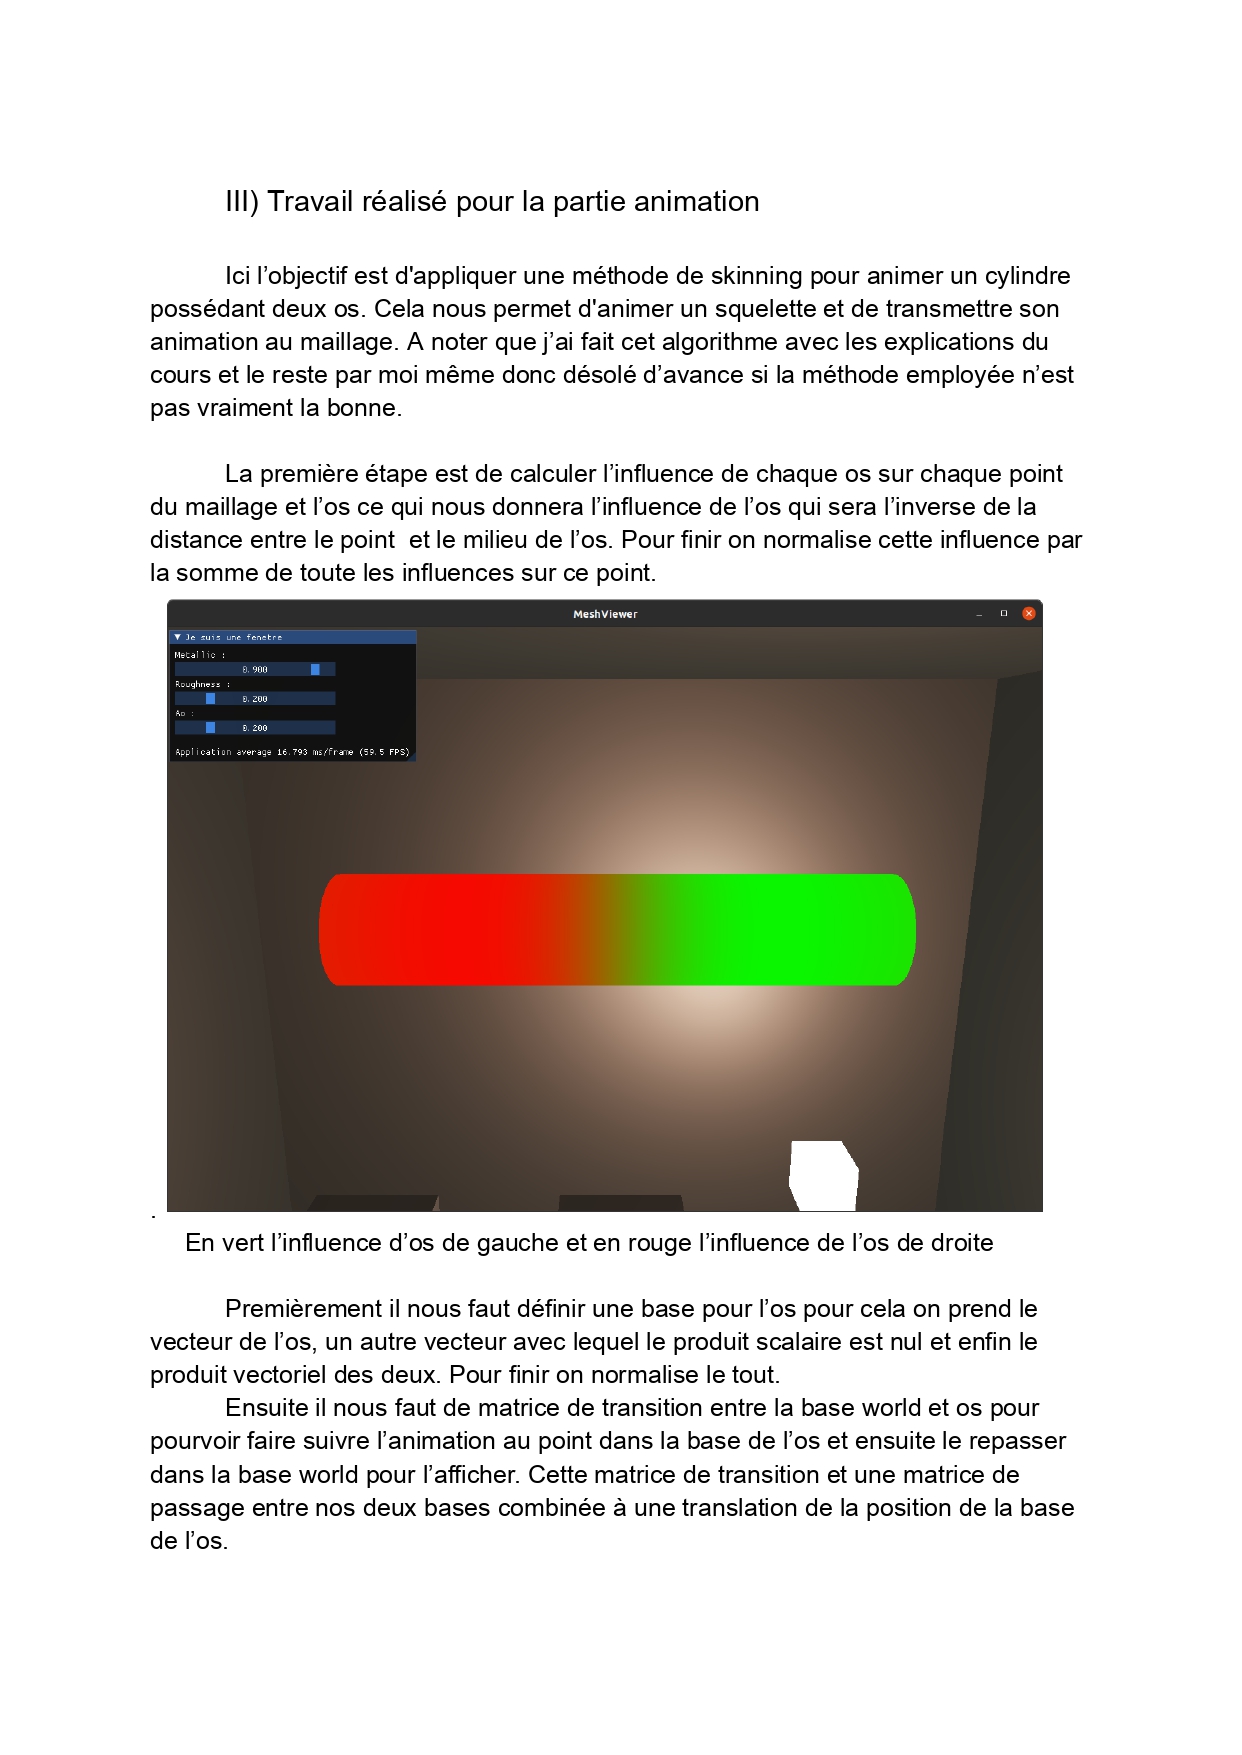 III) Travail réalisé pour la partie animation
Ici l’objectif est d'appliquer une méthode de skinning pour animer un cylindre
possédant deux os. Cela nous permet d'animer un squelette et de transmettre son
animation au maillage. A noter que j’ai fait cet algorithme avec les explications du
cours et le reste par moi même donc désolé d’avance si la méthode employée n’est
pas vraiment la bonne.
La première étape est de calculer l’influence de chaque os sur chaque point
du maillage et l’os ce qui nous donnera l’influence de l’os qui sera l’inverse de la
distance entre le point  et le milieu de l’os. Pour finir on normalise cette influence par
la somme de toute les influences sur ce point.
MeshViewer
Je suis une fenetre
Metallic :
0.900
Roughness :
0.200
Ao :
0.200
Application average 16.793 ms/frame (59.5 FPS)
.
En vert l’influence d’os de gauche et en rouge l’influence de l’os de droite
Premièrement il nous faut définir une base pour l’os pour cela on prend le
vecteur de l’os, un autre vecteur avec lequel le produit scalaire est nul et enfin le
produit vectoriel des deux. Pour finir on normalise le tout.
Ensuite il nous faut de matrice de transition entre la base world et os pour
pourvoir faire suivre l’animation au point dans la base de l’os et ensuite le repasser
dans la base world pour l’afficher. Cette matrice de transition et une matrice de
passage entre nos deux bases combinée à une translation de la position de la base
de l’os.